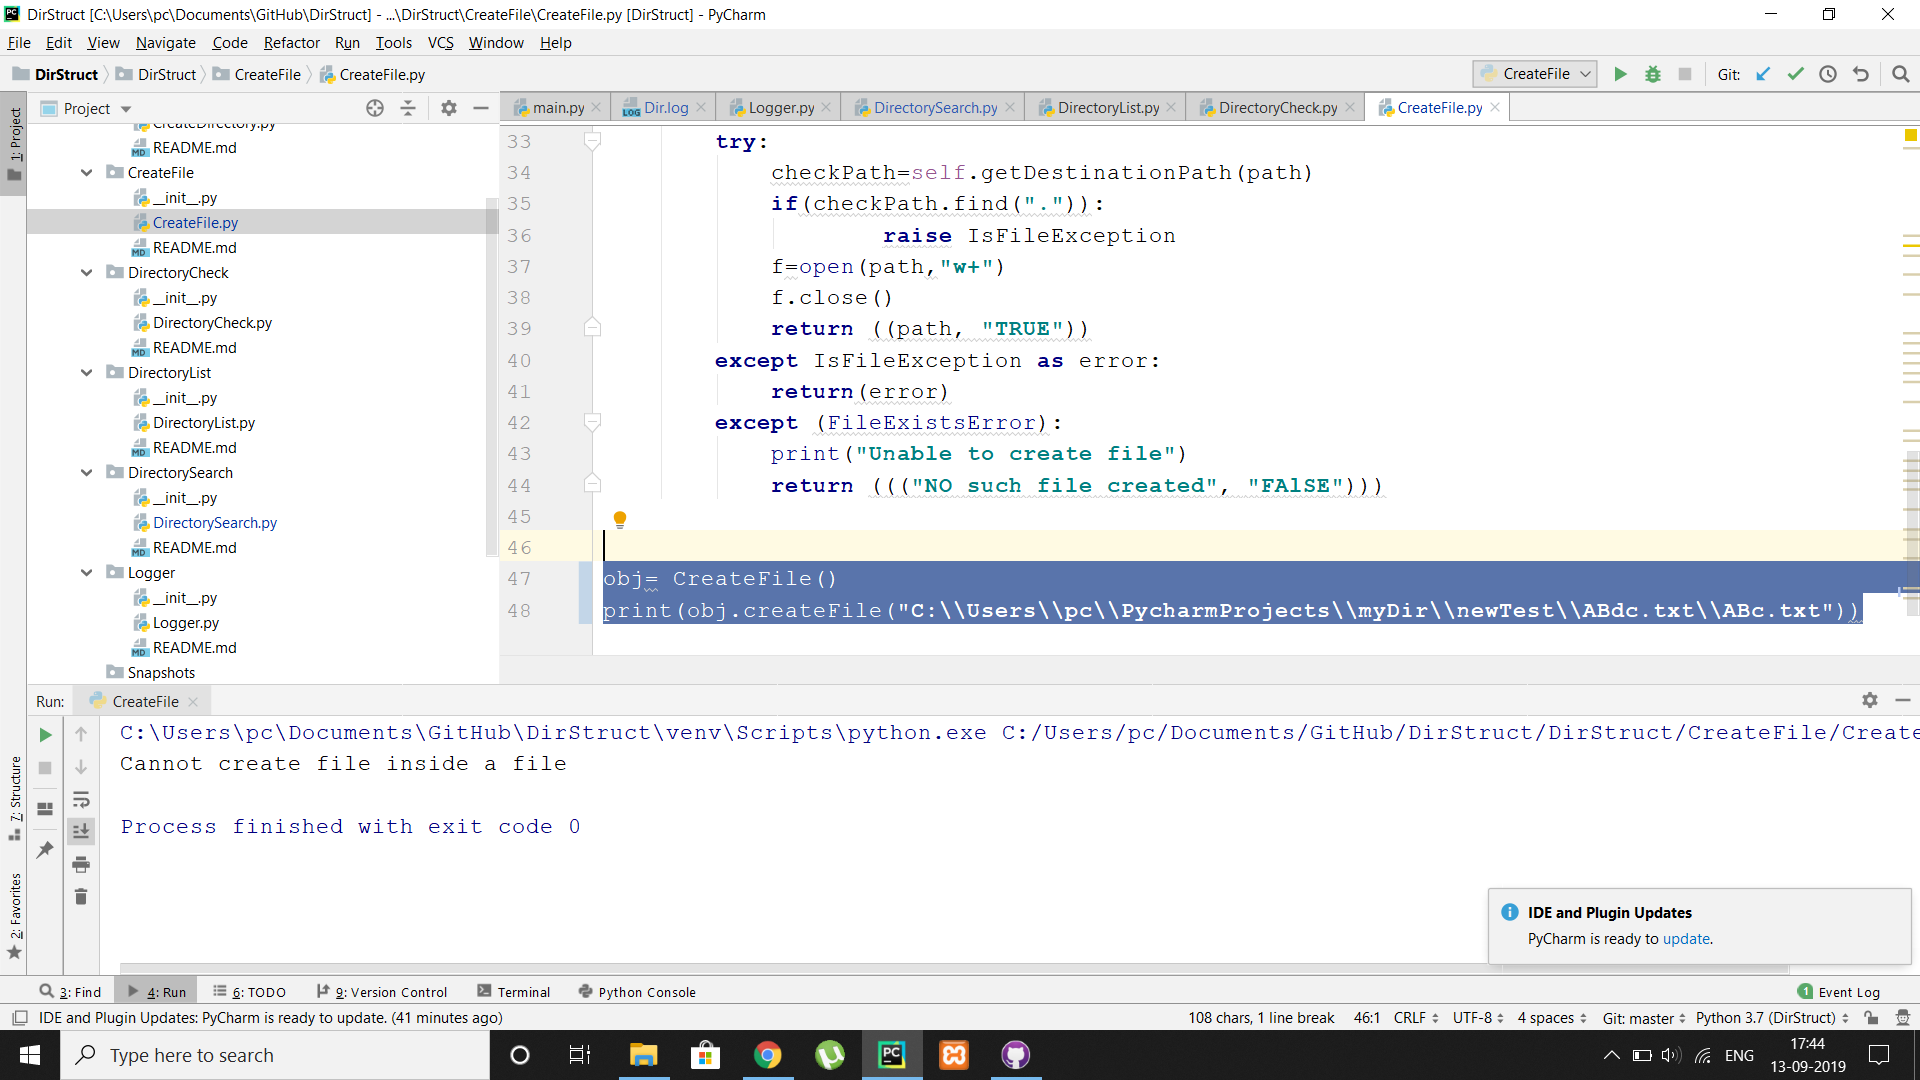 DirStruct [C:\Users\pc\Documents\GitHub\DirStruct] - ...\DirStruct\CreateFile\CreateFile.py [DirStruct] - PyCharm
File Edit View Navigate Code Refactor Run Tools VCS Window Help
DirStruct DirStruct CreateFile CreateFile.py CreateFile Git:
1: Project
Project
CreateDirectory.py
README.md
CreateFile
__init__.py
CreateFile.py
README.md
DirectoryCheck
__init__.py
DirectoryCheck.py
README.md
DirectoryList
__init__.py
DirectoryList.py
README.md
DirectorySearch
__init__.py
DirectorySearch.py
README.md
Logger
__init__.py
Logger.py
README.md
Snapshots
main.py Dir.log Logger.py DirectorySearch.py DirectoryList.py DirectoryCheck.py CreateFile.py
33 try:
34 checkPath=self.getDestinationPath(path)
35 if(checkPath.find(".")):
36 raise IsFileException
37 f=open(path,"w+")
38 f.close()
39 return ((path, "TRUE"))
40 except IsFileException as error:
41 return(error)
42 except (FileExistsError):
43 print("Unable to create file")
44 return ((("NO such file created", "FAlSE")))
45
46
47 obj= CreateFile()
48 print(obj.createFile("C:\\Users\\pc\\PycharmProjects\\myDir\\newTest\\ABdc.txt\\ABc.txt"))
Run: CreateFile
7: Structure
2: Favorites
C:\Users\pc\Documents\GitHub\DirStruct\venv\Scripts\python.exe C:/Users/pc/Documents/GitHub/DirStruct/DirStruct/CreateFile/Create
Cannot create file inside a file
Process finished with exit code 0
IDE and Plugin Updates
PyCharm is ready to update.
3: Find 4: Run 6: TODO 9: Version Control Terminal Python Console 1 Event Log
IDE and Plugin Updates: PyCharm is ready to update. (41 minutes ago) 108 chars, 1 line break 46:1 CRLF UTF-8 4 spaces Git: master Python 3.7 (DirStruct)
Type here to search
ENG
17:44
13-09-2019